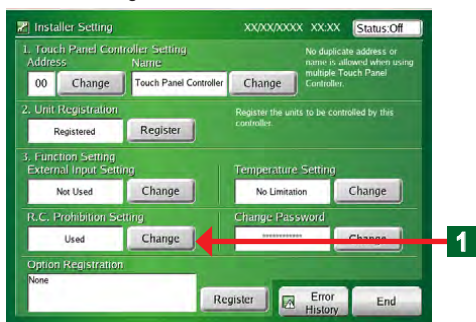 Installer Setting XX/XX/XXXX XX:XX Status:Off
1. Touch Panel Controller Setting
Address Name
00 Change Touch Panel Controller Change
No duplicate address or
name is allowed when using
multiple Touch Panel
Controller.
2. Unit Registration
Registered Register
Register the units to be controlled by this
controller.
3. Function Setting
External Input Setting Temperature Setting
Not Used Change No Limitation Change
R.C. Prohibition Setting Change Password
Used Change ************ Change
1
Option Registration
None
Register Error
History End